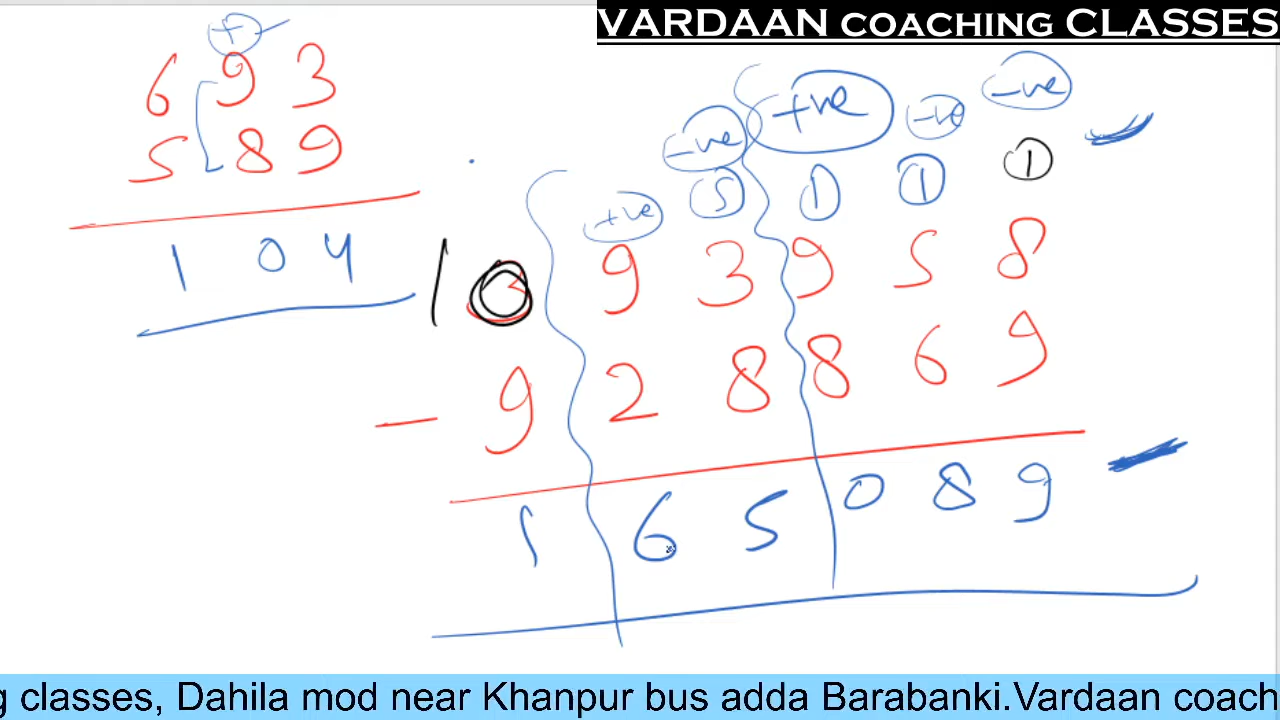 VARDAAN COACHING CLASSES
+
6 9 3
5 8 9
1 0 4
+ve -ve +ve -ve -ve
5 1 1 1
1 0 9 3 9 5 8
- 9 2 8 8 6 9
1 6 5 0 8 9
g classes, Dahila mod near Khanpur bus adda Barabanki.Vardaan coach